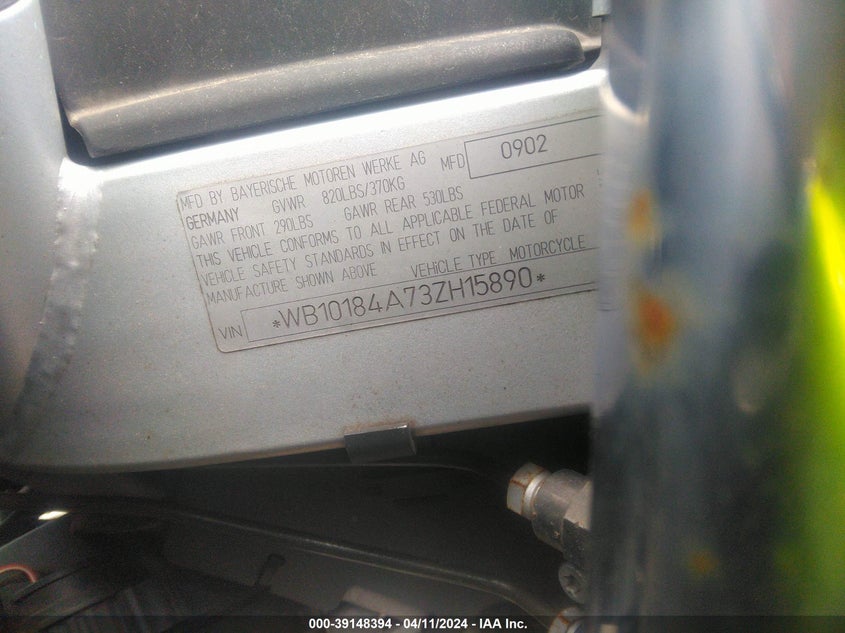 MFD BY BAYERISCHE MOTOREN WERKE AG MFD 0902
GERMANY GVWR 820LBS/370KG
GAWR FRONT 290LBS GAWR REAR 530LBS
THIS VEHICLE CONFORMS TO ALL APPLICABLE FEDERAL MOTOR
VEHICLE SAFETY STANDARDS IN EFFECT ON THE DATE OF
MANUFACTURE SHOWN ABOVE VEHICLE TYPE MOTORCYCLE
VIN *WB10184A73ZH15890*
000-39148394 - 04/11/2024 - IAA Inc.